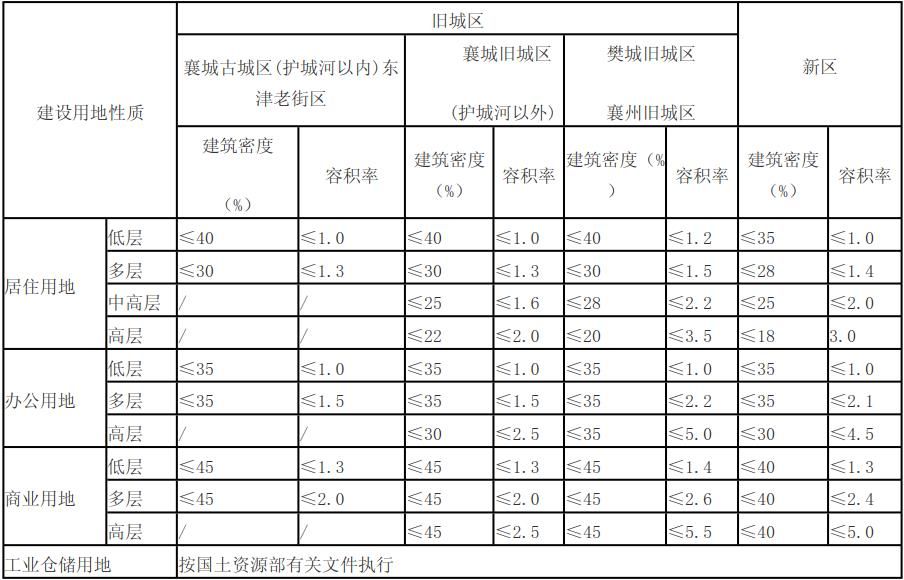 建设用地性质 旧城区 新区
襄城古城区(护城河以内)东
津老街区
襄城旧城区
(护城河以外)
樊城旧城区
襄州旧城区
建筑密度
(%)
容积率
建筑密度
(%)
容积率
建筑密度(%
)
容积率
建筑密度
(%)
容积率
居住用地 低层 ≤40 ≤1.0 ≤40 ≤1.0 ≤40 ≤1.2 ≤35 ≤1.0
多层 ≤30 ≤1.3 ≤30 ≤1.3 ≤30 ≤1.5 ≤28 ≤1.4
中高层 / / ≤25 ≤1.6 ≤28 ≤2.2 ≤25 ≤2.0
高层 / / ≤22 ≤2.0 ≤20 ≤3.5 ≤18 3.0
办公用地 低层 ≤35 ≤1.0 ≤35 ≤1.0 ≤35 ≤1.0 ≤35 ≤1.0
多层 ≤35 ≤1.5 ≤35 ≤1.5 ≤35 ≤2.2 ≤35 ≤2.1
高层 / / ≤30 ≤2.5 ≤35 ≤5.0 ≤30 ≤4.5
商业用地 低层 ≤45 ≤1.3 ≤45 ≤1.3 ≤45 ≤1.4 ≤40 ≤1.3
多层 ≤45 ≤2.0 ≤45 ≤2.0 ≤45 ≤2.6 ≤40 ≤2.4
高层 / / ≤45 ≤2.5 ≤45 ≤5.5 ≤40 ≤5.0
工业仓储用地 按国土资源部有关文件执行